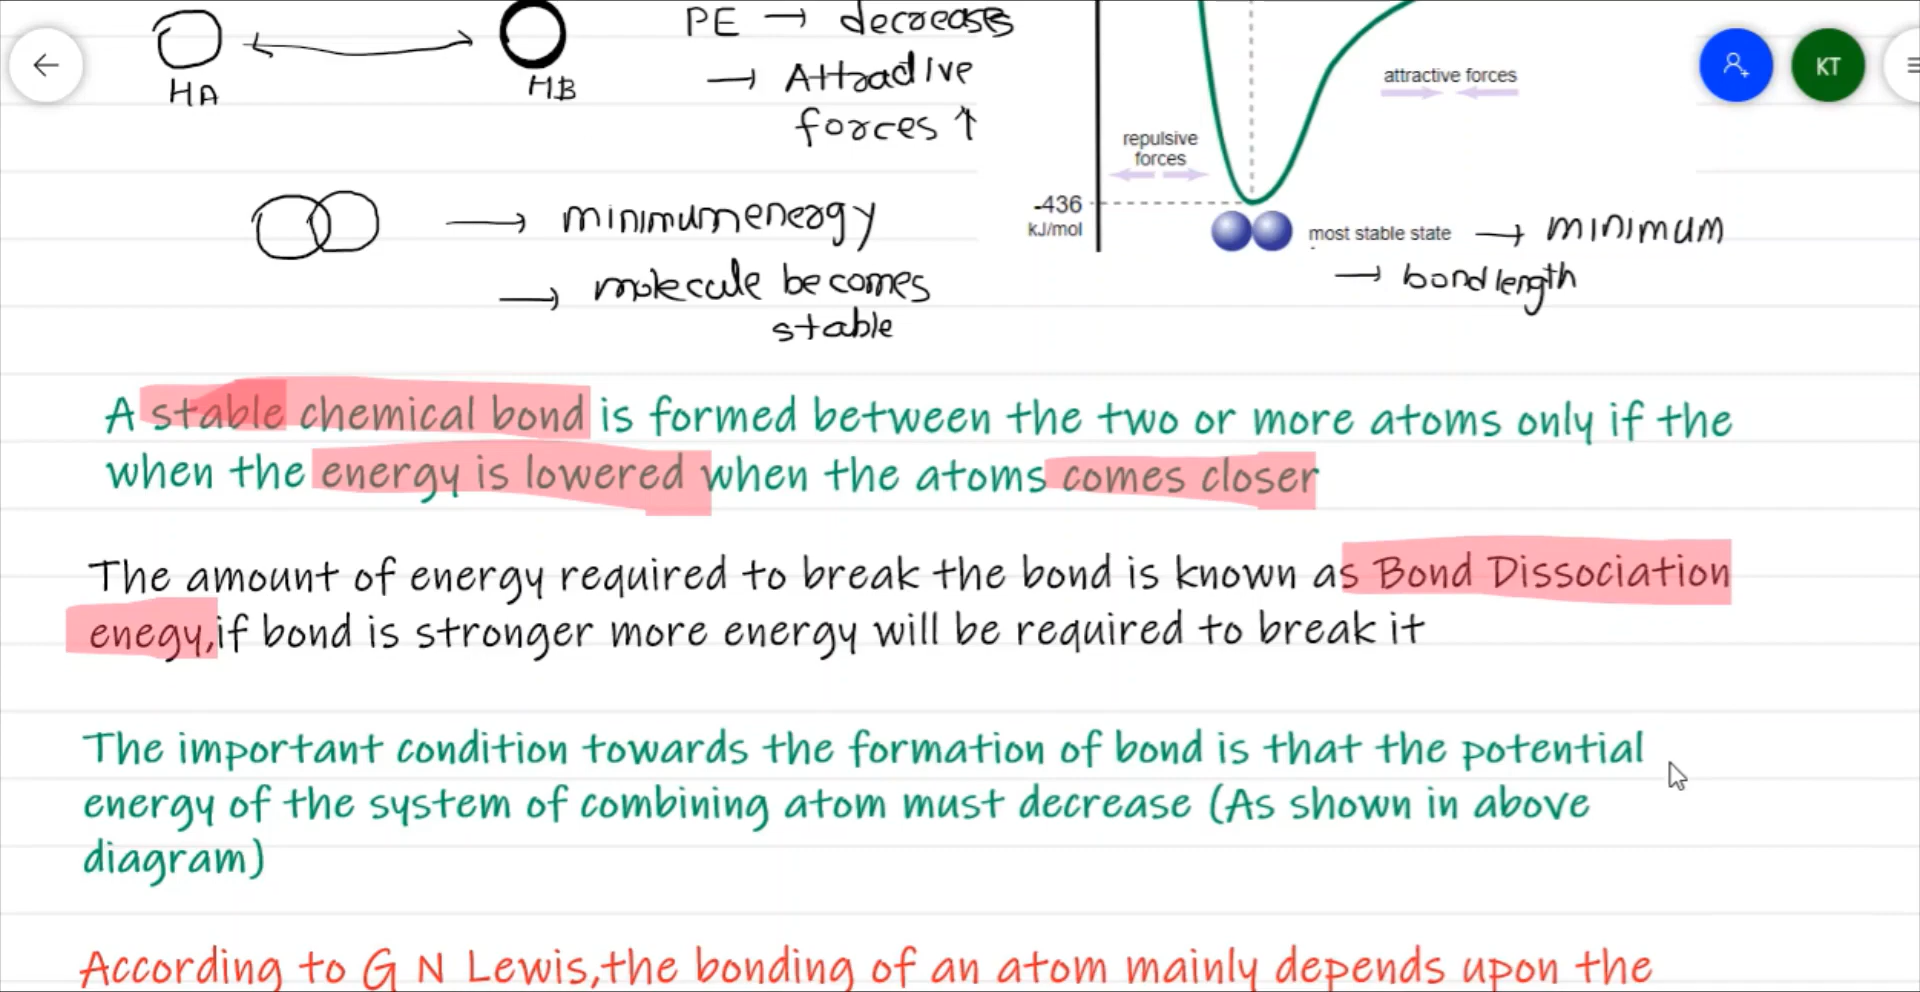 PE → decreases
HA
HB
→ Attractive
forces ↑
attractive forces
KT
repulsive
forces
→ minimum energy
-436
kJ/mol
most stable state → minimum
→ bond length
→ molecule becomes
stable
A stable chemical bond is formed between the two or more atoms only if the
when the energy is lowered when the atoms comes closer
The amount of energy required to break the bond is known as Bond Dissociation
enegy,if bond is stronger more energy will be required to break it
The important condition towards the formation of bond is that the potential
energy of the system of combining atom must decrease (As shown in above
diagram)
According to G N Lewis,the bonding of an atom mainly depends upon the